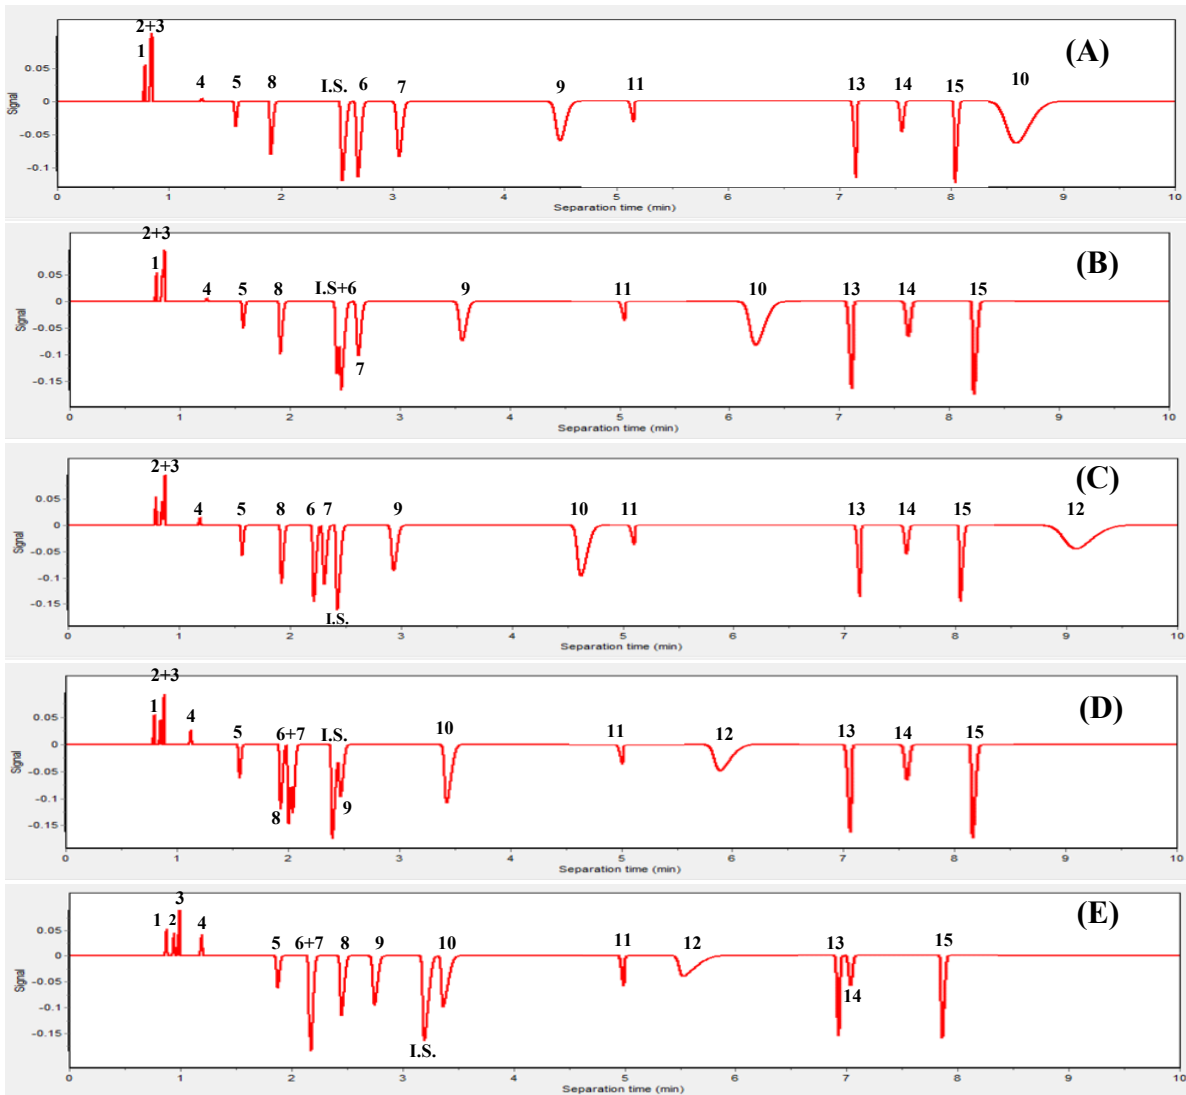 2+3
(A)
1
4 5 8 I.S. 6 7 9 11 13 14 15 10
0.05
0
-0.05
-0.1
Signal
0 1 2 3 4 5 6 7 8 9 10
Separation time (min)
2+3
(B)
1
4 5 8 I.S+6 9 11 10 13 14 15
7
0.05
0
-0.05
-0.1
-0.15
Signal
0 1 2 3 4 5 6 7 8 9 10
Separation time (min)
2+3
(C)
4 5 8 6 7 9 10 11 13 14 15 12
I.S.
0.05
0
-0.05
-0.1
-0.15
Signal
0 1 2 3 4 5 6 7 8 9 10
Separation time (min)
2+3
(D)
1 4 5 6+7 I.S. 10 11 12 13 14 15
8 9
0.05
0
-0.05
-0.1
-0.15
Signal
0 1 2 3 4 5 6 7 8 9 10
Separation time (min)
3
(E)
1 2 4 5 6+7 8 9 10 11 12 13 15
14
I.S.
0.05
0
-0.05
-0.1
-0.15
Signal
0 1 2 3 4 5 6 7 8 9 10
Separation time (min)